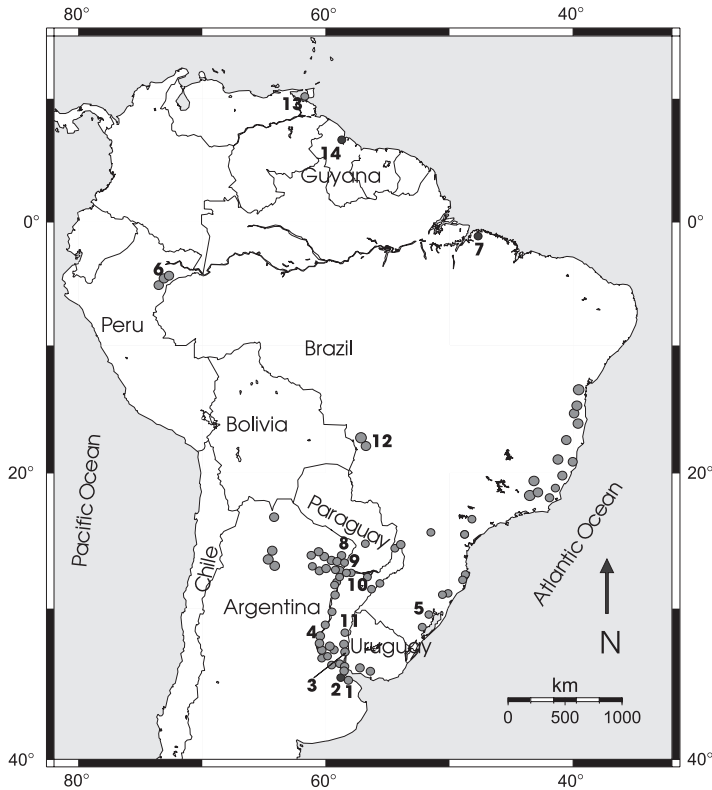 80° 60° 40°
13
14
Guyana
0° 0°
7
6
Peru
Brazil
Bolivia
12
20° 20°
Pacific Ocean
Paraguay
Atlantic Ocean
Chile
8
9
10
Argentina
5
11
4
Uruguay
N
3
2
1
km
0 500 1000
40° 40°
80° 60° 40°